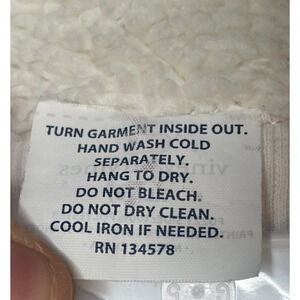 TURN GARMENT INSIDE OUT.
HAND WASH COLD
SEPARATELY.
HANG TO DRY.
DO NOT BLEACH.
DO NOT DRY CLEAN.
COOL IRON IF NEEDED.
RN 134578